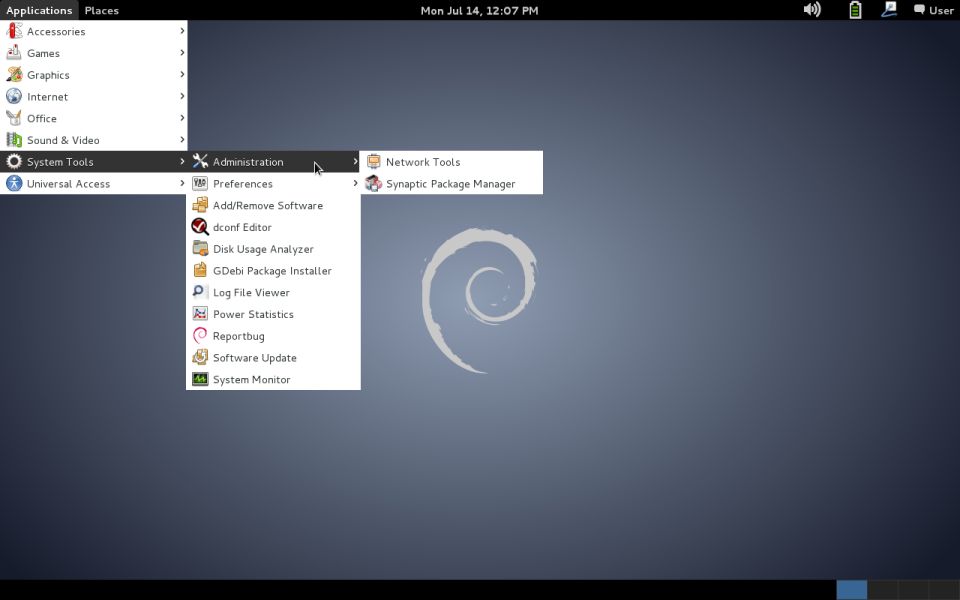 Applications Places Mon Jul 14, 12:07 PM User
Accessories
Games
Graphics
Internet
Office
Sound & Video
System Tools
Universal Access
Administration
Preferences
Add/Remove Software
dconf Editor
Disk Usage Analyzer
GDebi Package Installer
Log File Viewer
Power Statistics
Reportbug
Software Update
System Monitor
Network Tools
Synaptic Package Manager